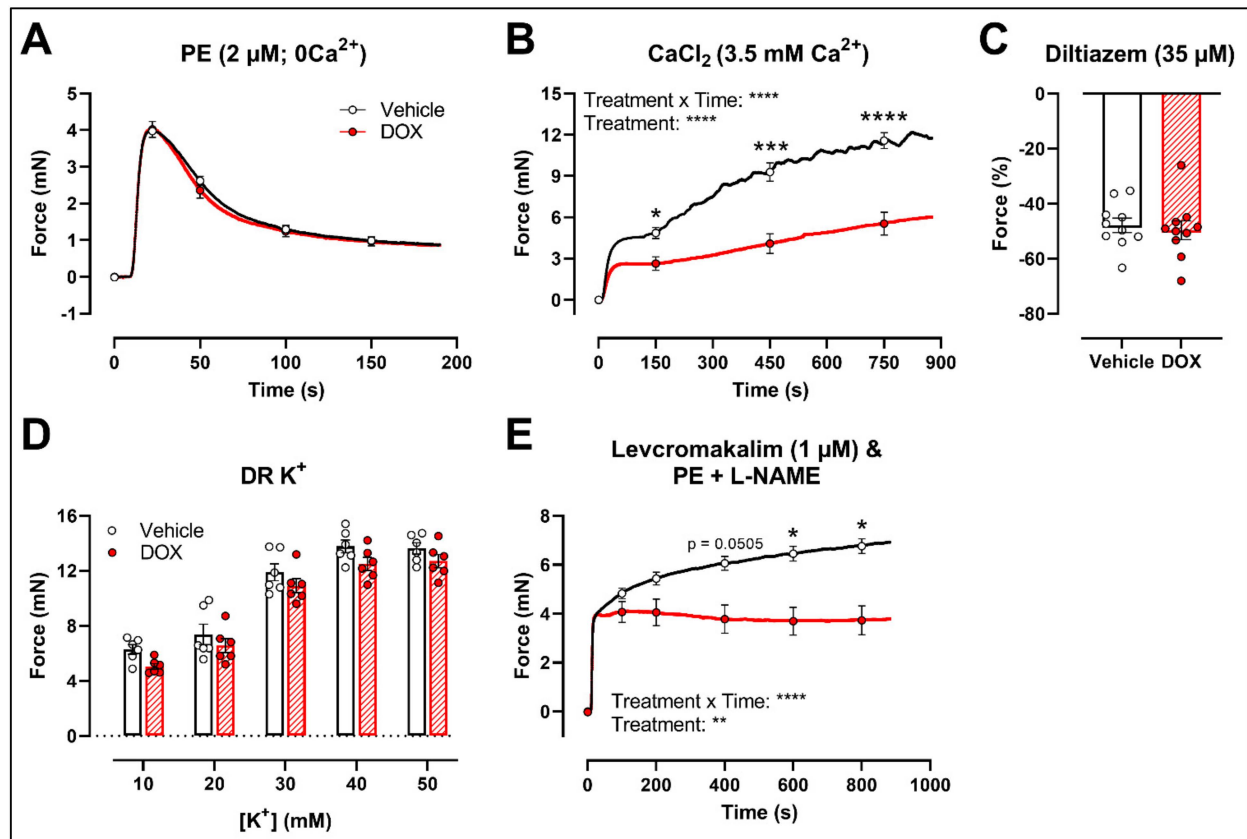 A
PE (2 µM; 0Ca²⁺)
Force (mN)
5
4
3
2
1
0
-1
Vehicle
DOX
0 50 100 150 200
Time (s)
B
CaCl₂ (3.5 mM Ca²⁺)
Treatment x Time: ****
Treatment: ****
Force (mN)
15
12
9
6
3
0
*
***
****
0 150 300 450 600 750 900
Time (s)
C
Diltiazem (35 µM)
Force (%)
0
-20
-40
-60
-80
Vehicle DOX
D
DR K⁺
Vehicle
DOX
Force (mN)
16
12
8
4
0
10 20 30 40 50
[K⁺] (mM)
E
Levcromakalim (1 µM) &
PE + L-NAME
Force (mN)
8
6
4
2
0
p = 0.0505
*
*
Treatment x Time: ****
Treatment: **
0 200 400 600 800 1000
Time (s)